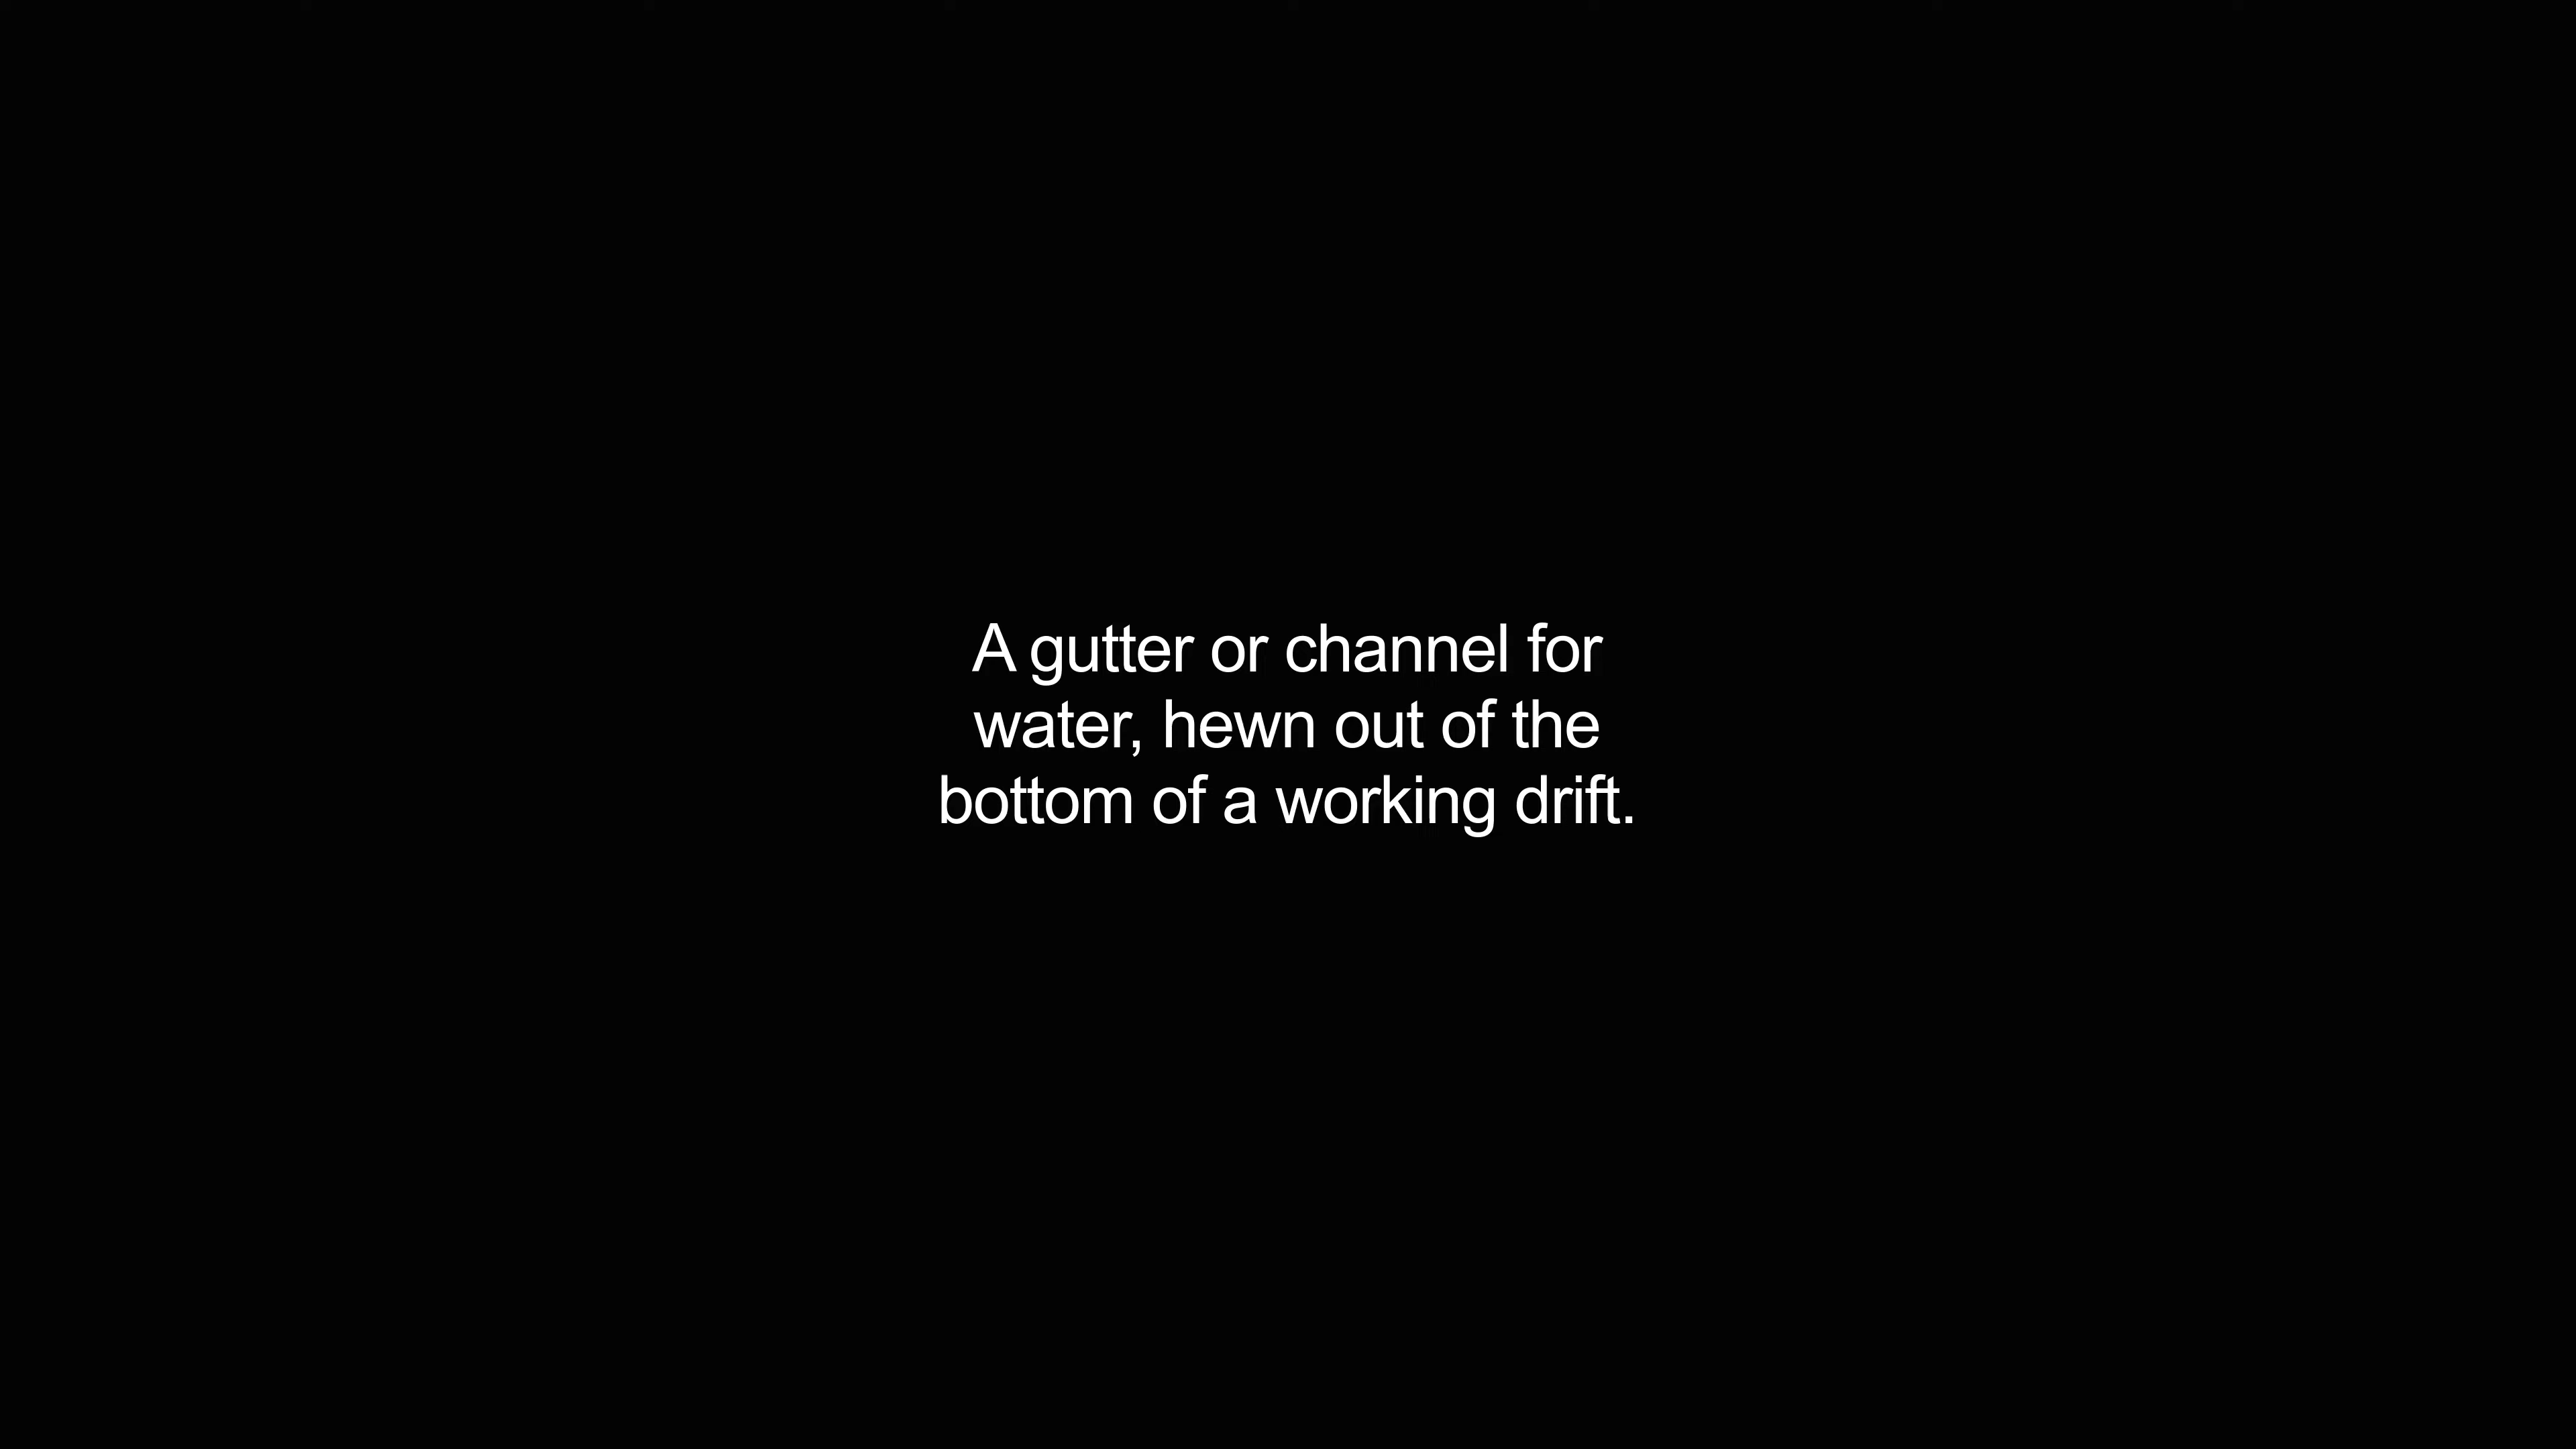 A gutter or channel for
water, hewn out of the
bottom of a working drift.